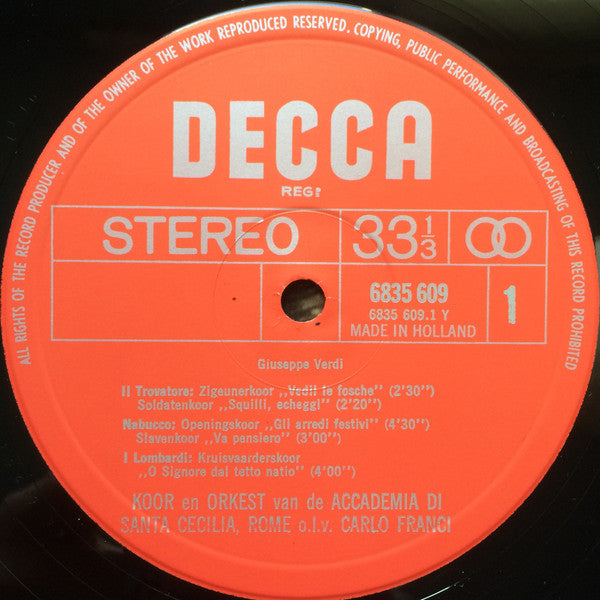 ALL RIGHTS OF THE RECORD PRODUCER AND OF THE OWNER OF THE WORK REPRODUCED RESERVED. COPYING, PUBLIC PERFORMANCE AND BROADCASTING OF THIS RECORD PROHIBITED
DECCA
REG!
STEREO 33 1/3
6835 609
6835 609.1 Y
MADE IN HOLLAND
1
Giuseppe Verdi
Il Trovatore: Zigeunerkoor ,,Vedi! le fosche" (2'30")
Soldatenkoor ,,Squilli, echeggi" (2'20")
Nabucco: Openingskoor ,,Gli arredi festivi" (4'30")
Slavenkoor ,,Va pensiero" (3'00")
I Lombardi: Kruisvaarderskoor
,,O Signore dal tetto natio" (4'00")
KOOR en ORKEST van de ACCADEMIA DI
SANTA CECILIA, ROME o.l.v. CARLO FRANCI